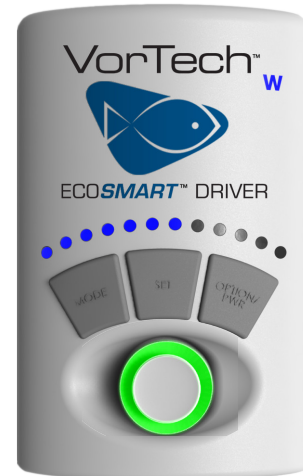 VorTech™
W
ECOSMART™ DRIVER
MODE
SET
OPTION/
PWR